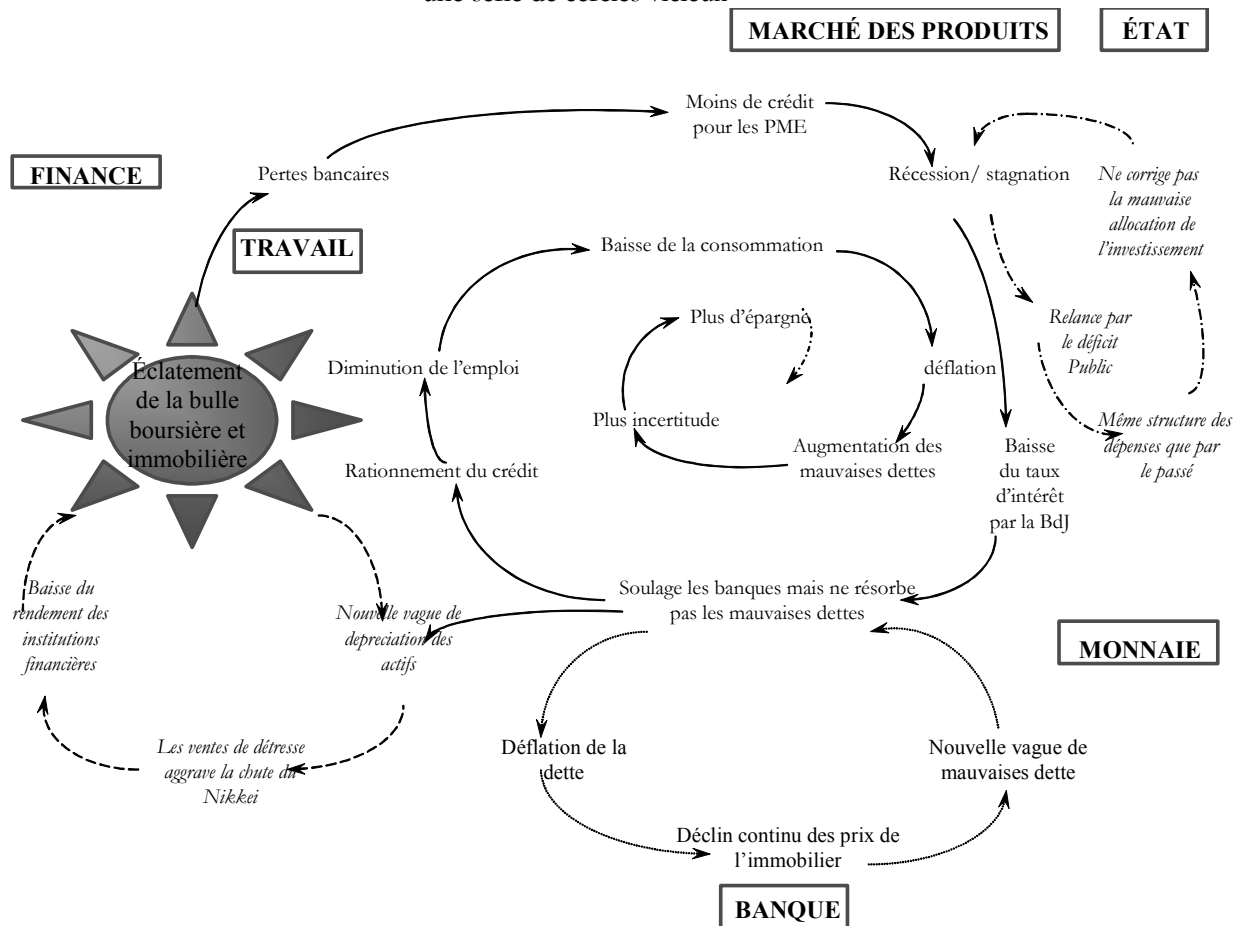 une série de cercles vicieux
MARCHÉ DES PRODUITS
ÉTAT
Moins de crédit
pour les PME
FINANCE
Pertes bancaires
Récession/ stagnation
Ne corrige pas
la mauvaise
allocation de
l'investissement
TRAVAIL
Baisse de la consommation
Plus d'épargne
Relance par
le déficit
Public
Éclatement
de la bulle
boursière et
immobilière
Diminution de l'emploi
déflation
Plus incertitude
Même structure des
dépenses que par
le passé
Rationnement du crédit
Augmentation des
mauvaises dettes
Baisse
du taux
d'intérêt
par la BdJ
Baisse du
rendement des
institutions
financières
Nouvelle vague de
depreciation des
actifs
Soulage les banques mais ne résorbe
pas les mauvaises dettes
MONNAIE
Les ventes de détresse
aggrave la chute du
Nikkei
Déflation de la
dette
Nouvelle vague de
mauvaises dette
Déclin continu des prix de
l'immobilier
BANQUE